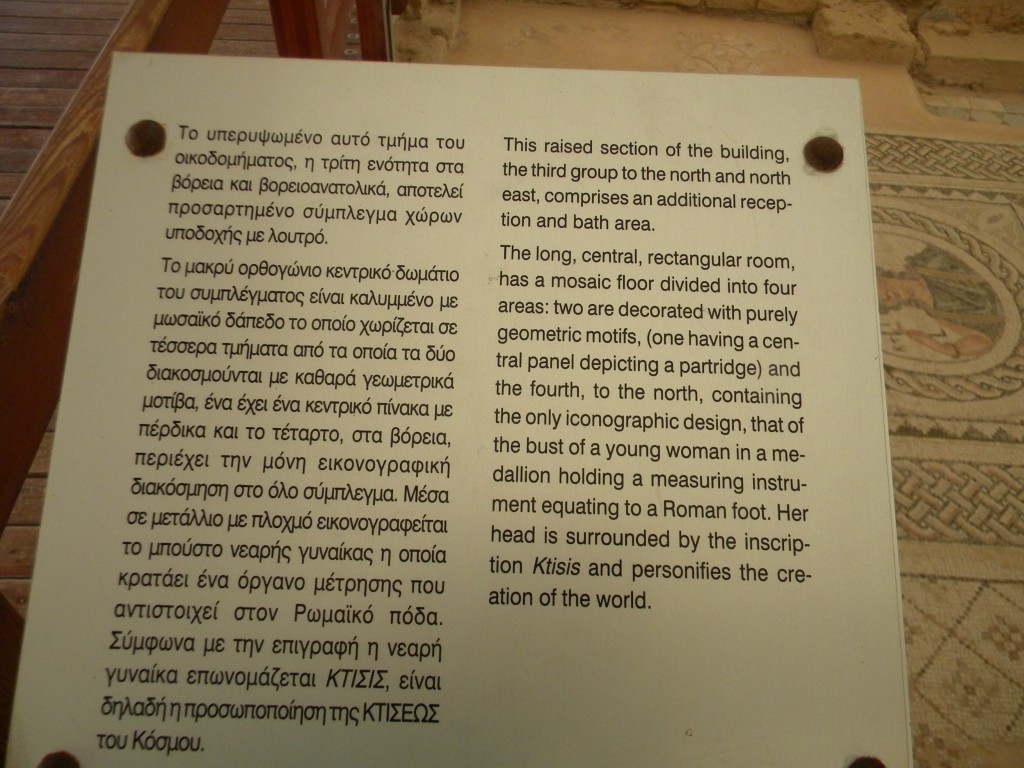 Το υπερυψωμένο αυτό τμήμα του
οικοδομήματος, η τρίτη ενότητα στα
βόρεια και βορειοανατολικά, αποτελεί
προσαρτημένο σύμπλεγμα χώρων
υποδοχής με λουτρό.
Το μακρύ ορθογώνιο κεντρικό δωμάτιο
του συμπλέγματος είναι καλυμμένο με
μωσαϊκό δάπεδο το οποίο χωρίζεται σε
τέσσερα τμήματα από τα οποία τα δύο
διακοσμούνται με καθαρά γεωμετρικά
μοτίβα, ένα έχει ένα κεντρικό πίνακα με
πέρδικα και το τέταρτο, στα βόρεια,
περιέχει την μόνη εικονογραφική
διακόσμηση στο όλο σύμπλεγμα. Μέσα
σε μετάλλιο με πλοχμό εικονογραφείται
το μπούστο νεαρής γυναίκας η οποία
κρατάει ένα όργανο μέτρησης που
αντιστοιχεί στον Ρωμαϊκό πόδα.
Σύμφωνα με την επιγραφή η νεαρή
γυναίκα επωνομάζεται ΚΤΙΣΙΣ, είναι
δηλαδή η προσωποποίηση της ΚΤΙΣΕΩΣ
του Κόσμου.
This raised section of the building,
the third group to the north and north
east, comprises an additional recep-
tion and bath area.
The long, central, rectangular room,
has a mosaic floor divided into four
areas: two are decorated with purely
geometric motifs, (one having a cen-
tral panel depicting a partridge) and
the fourth, to the north, containing
the only iconographic design, that of
the bust of a young woman in a me-
dallion holding a measuring instru-
ment equating to a Roman foot. Her
head is surrounded by the inscrip-
tion Ktisis and personifies the cre-
ation of the world.